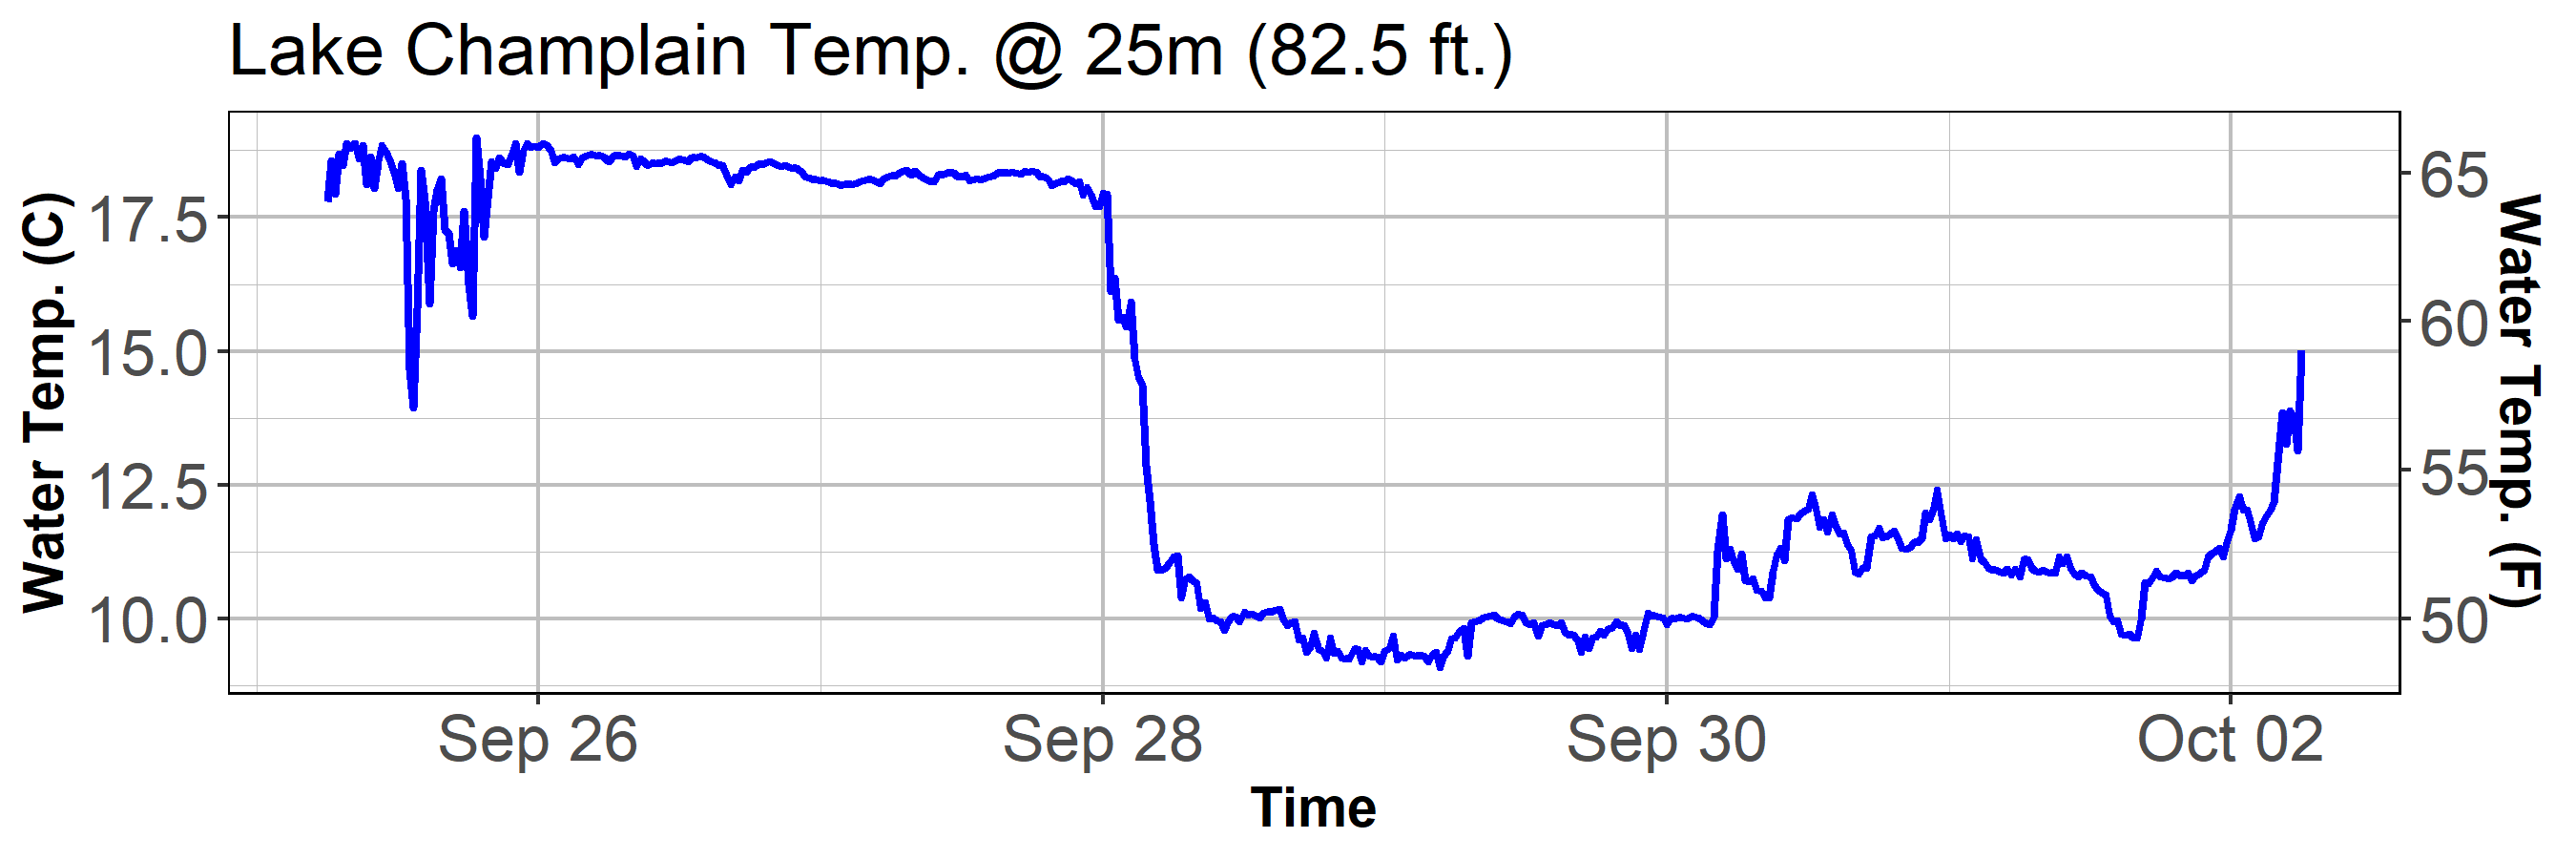 Lake Champlain Temp. @ 25m (82.5 ft.)
Water Temp. (C)
17.5
15.0
12.5
10.0
65
60
55
50
Water Temp. (F)
Sep 26 Sep 28 Sep 30 Oct 02
Time